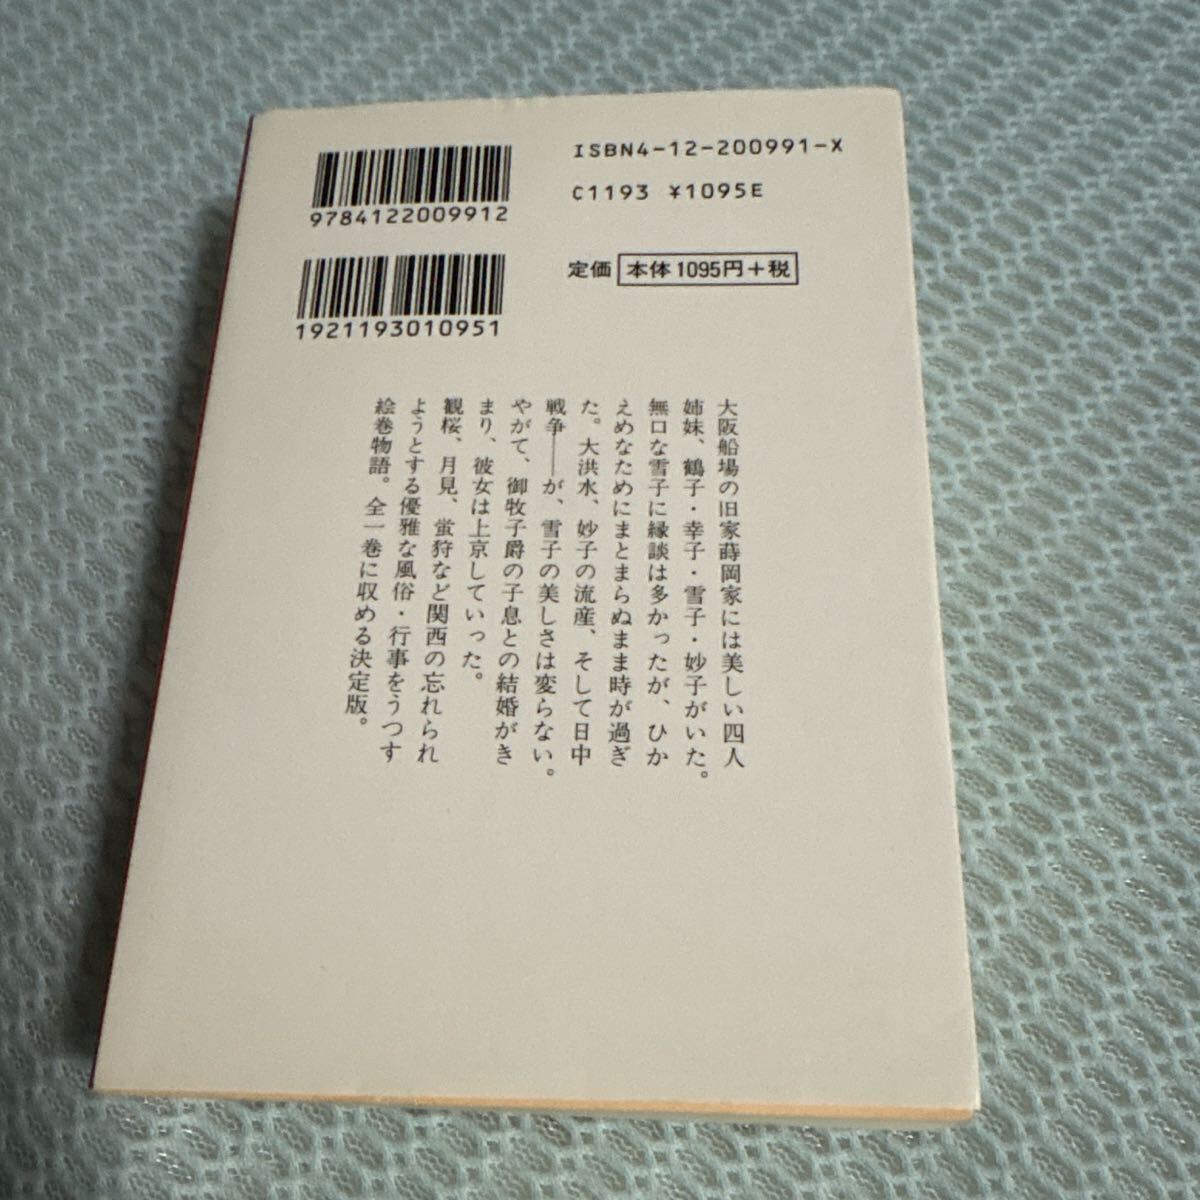 ISBN4-12-200991-X
C1193 ¥1095E
9784122009912
定価 本体1095円+税
1921193010951
大阪船場の旧家蒔岡家には美しい四人
姉妹、鶴子・幸子・雪子・妙子がいた。
無口な雪子に縁談は多かったが、ひか
えめなためにまとまらぬまま時が過ぎ
た。大洪水、妙子の流産、そして日中
戦争――が、雪子の美しさは変らない。
やがて、御牧子爵の子息との結婚がき
まり、彼女は上京していった。
観桜、月見、蛍狩など関西の忘れられ
ようとする優雅な風俗・行事をうつす
絵巻物語。全一巻に収める決定版。